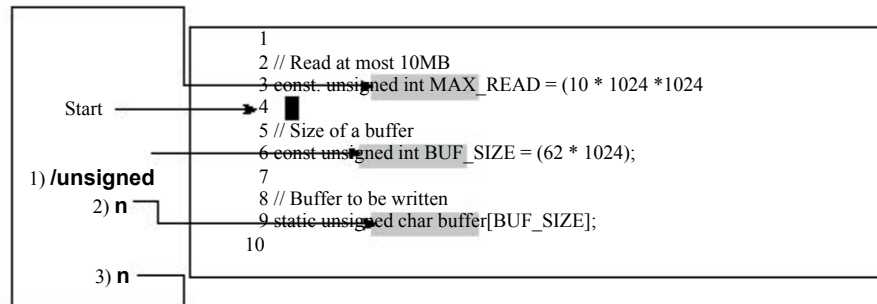 1
2 // Read at most 10MB
3 const. unsigned int MAX_READ = (10 * 1024 *1024
Start
4
5 // Size of a buffer
6 const unsigned int BUF_SIZE = (62 * 1024);
1) /unsigned
7
2) n
8 // Buffer to be written
9 static unsigned char buffer[BUF_SIZE];
10
3) n